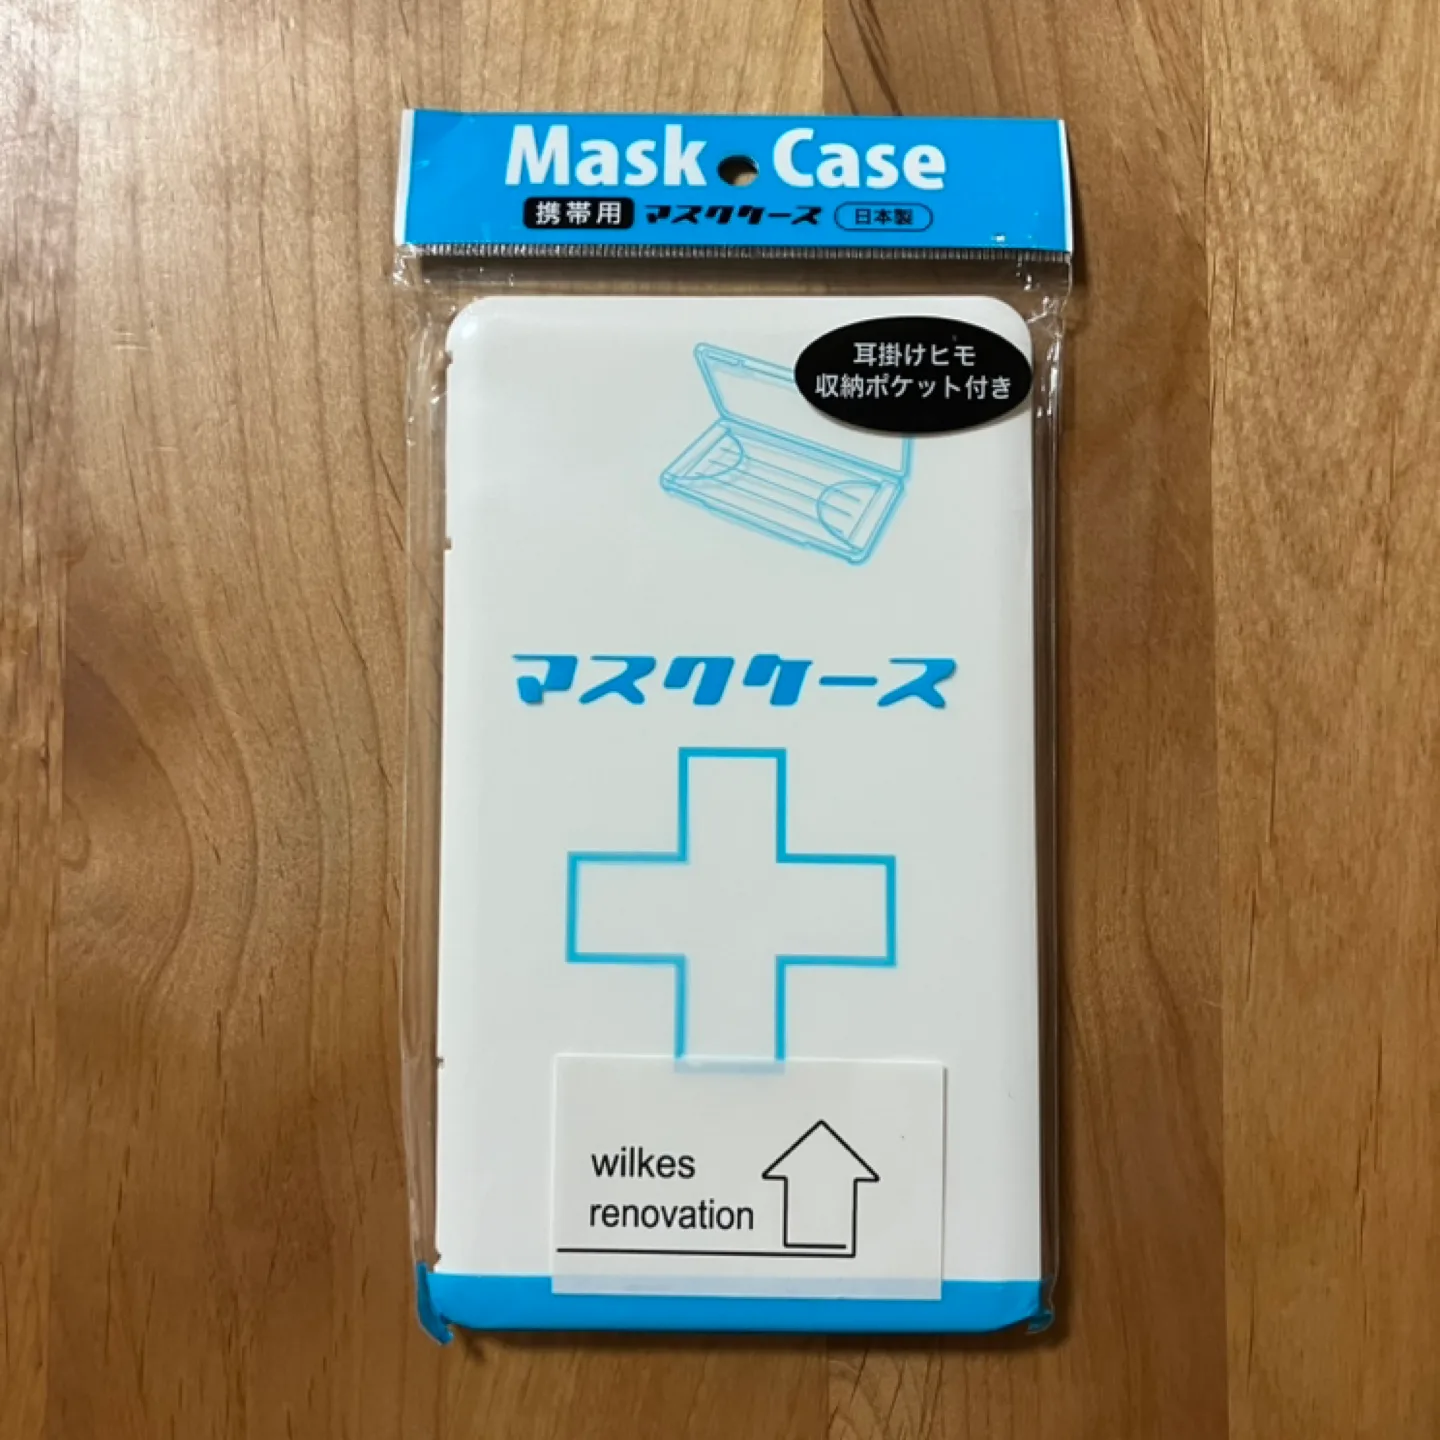 Mask Case
携帯用 マスクケース 日本製
耳掛けヒモ
収納ポケット付き
マスクケース
wilkes
renovation